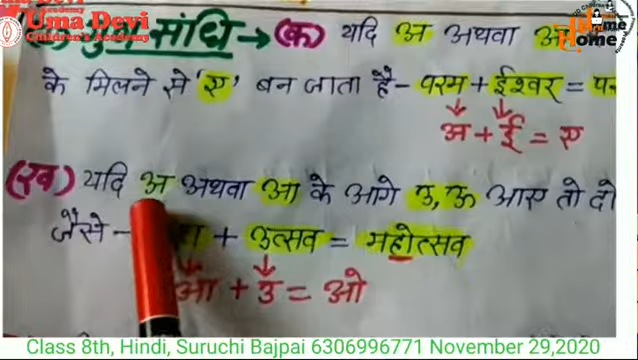 Uma Devi
Children's Academy
Home
गुण संधि → (क) यदि अ अथवा
के मिलने से 'ए' बन जाता है - परम + ईश्वर =
अ + ई = ए
(ख) यदि अ अथवा आ के आगे उ, ऊ आए तो दो
जैसे - + उत्सव = महोत्सव
आ + उ = ओ
Class 8th, Hindi, Suruchi Bajpai 6306996771 November 29,2020